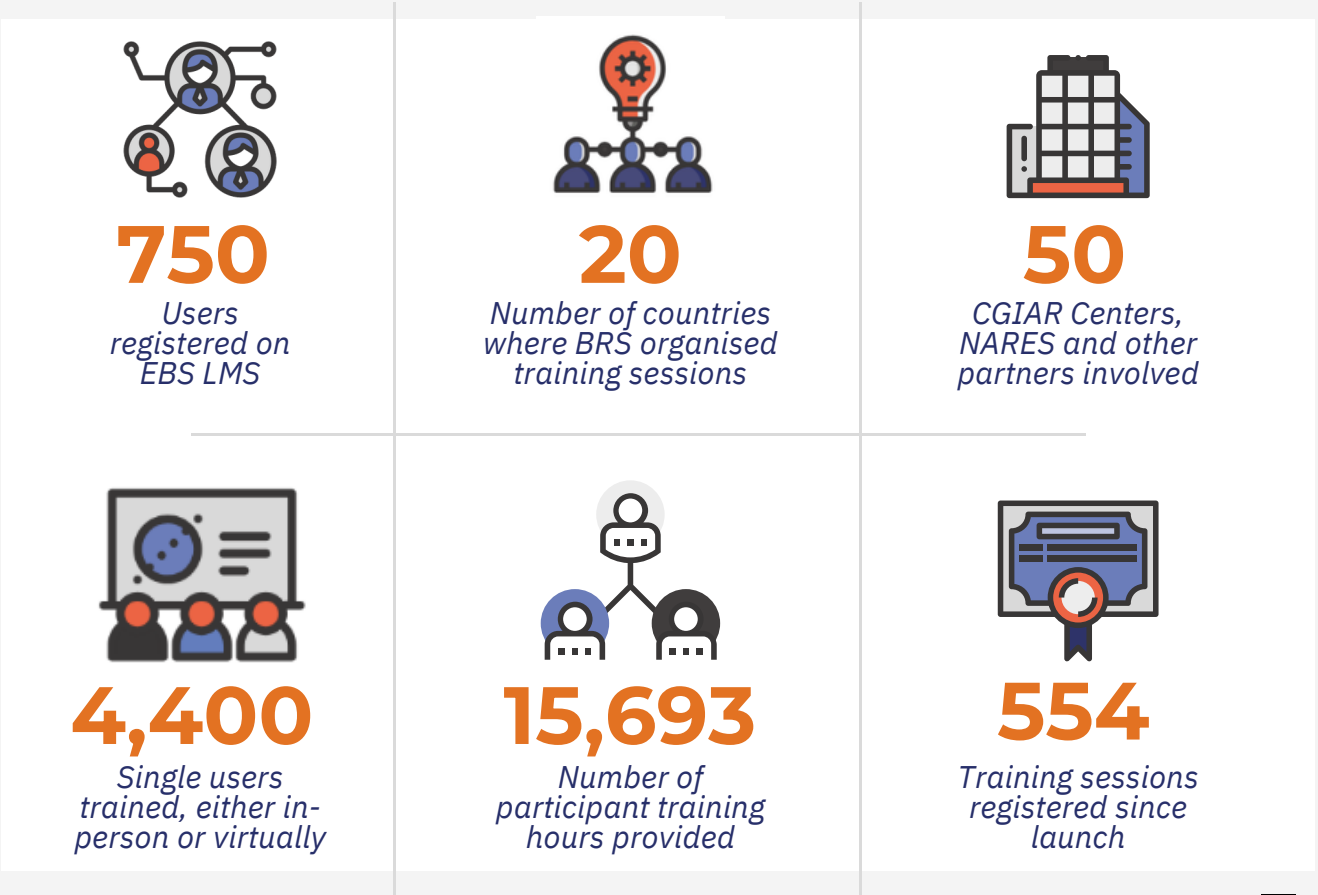 750
Users
registered on
EBS LMS
20
Number of countries
where BRS organised
training sessions
50
CGIAR Centers,
NARES and other
partners involved
4,400
Single users
trained, either in-
person or virtually
15,693
Number of
participant training
hours provided
554
Training sessions
registered since
launch